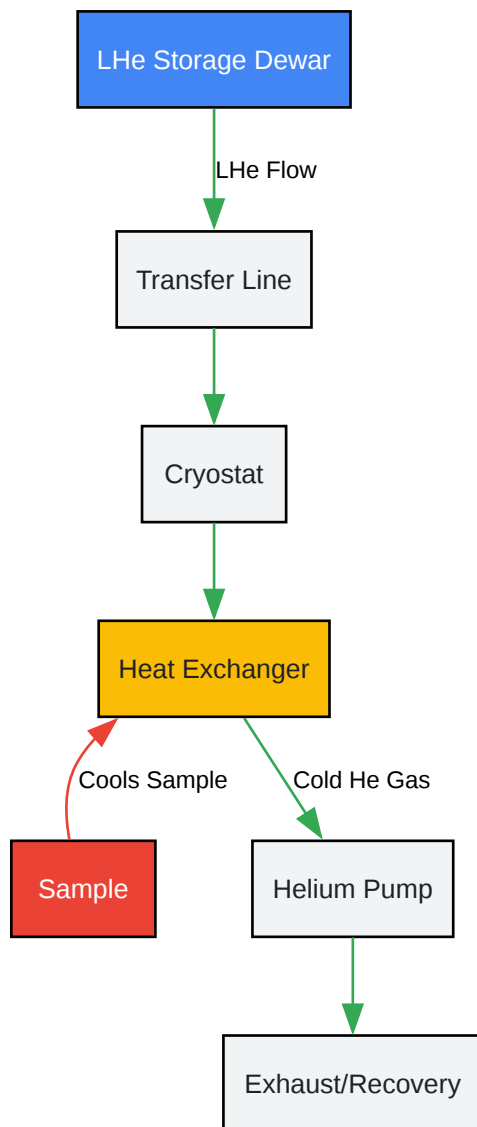 LHe Storage Dewar
LHe Flow
Transfer Line
Cryostat
Heat Exchanger
Cools Sample
Cold He Gas
Sample
Helium Pump
Exhaust/Recovery